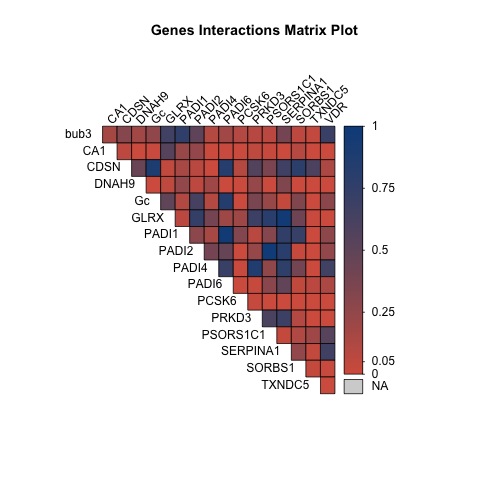 Genes Interactions Matrix Plot
CA1
CDSN
DNAH9
Gc
GLRX
PADI1
PADI2
PADI4
PADI6
PCSK6
PRKD3
PSORS1C1
SERPINA1
SORBS1
TXNDC5
VDR
bub3
CA1
CDSN
DNAH9
Gc
GLRX
PADI1
PADI2
PADI4
PADI6
PCSK6
PRKD3
PSORS1C1
SERPINA1
SORBS1
TXNDC5
1
0.75
0.5
0.25
0.05
0
NA